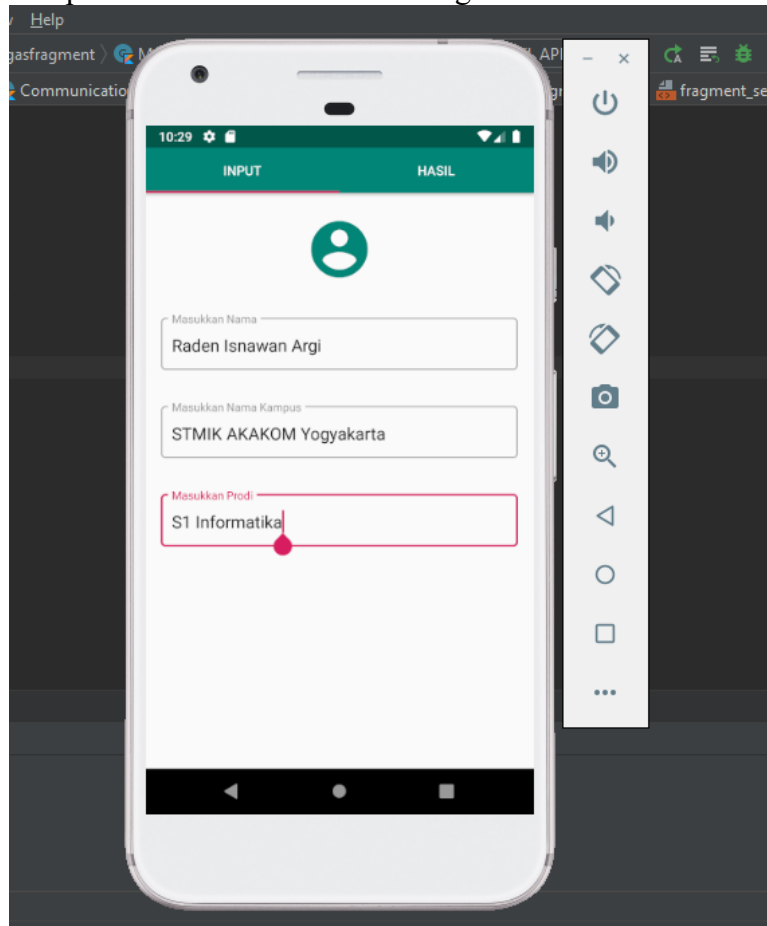 Help
gasfragment
API
Communicatio
fragment_se
10:29
INPUT
HASIL
Masukkan Nama
Raden Isnawan Argi
Masukkan Nama Kampus
STMIK AKAKOM Yogyakarta
Masukkan Prodi
S1 Informatika